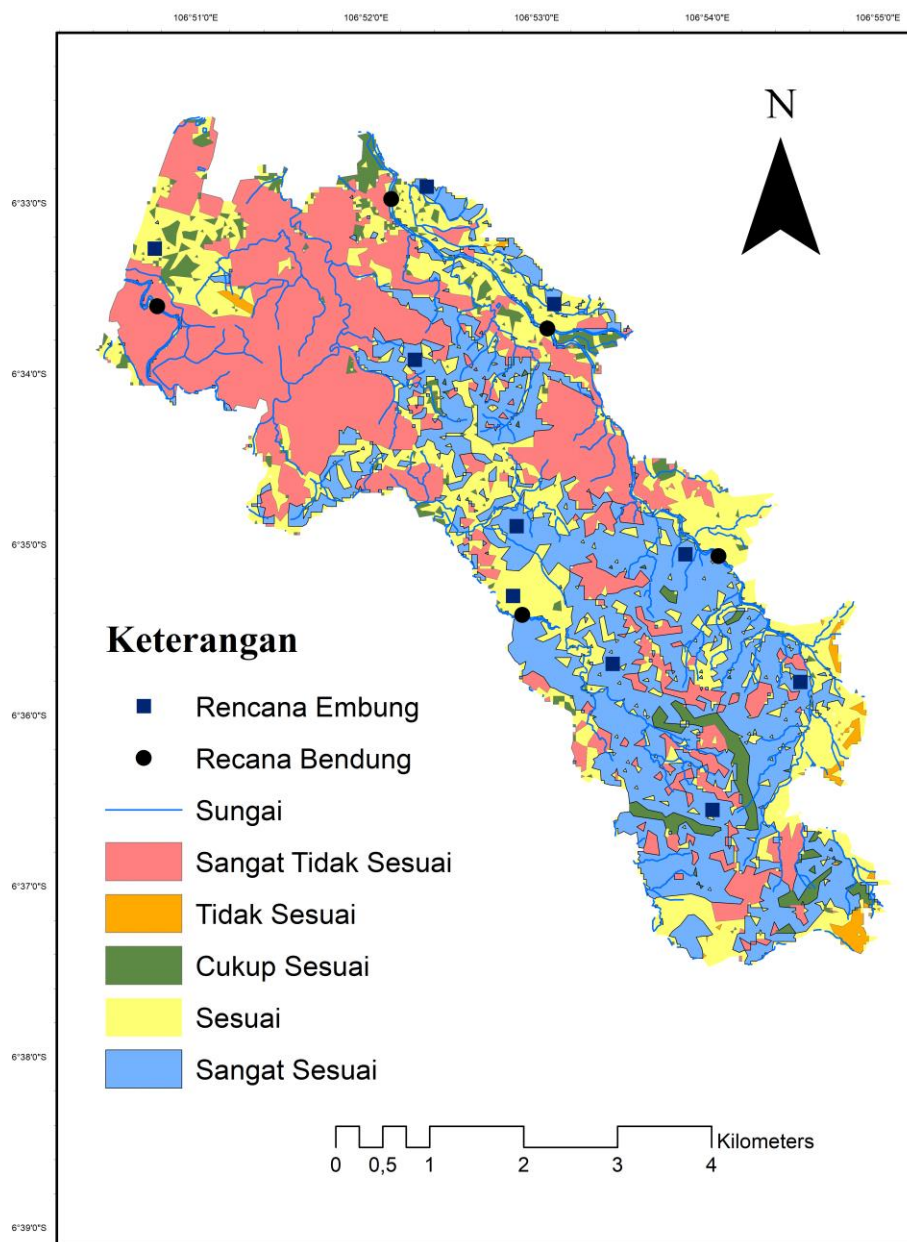 106°51'0"E 106°52'0"E 106°53'0"E 106°54'0"E 106°55'0"E
N
6°33'0"S
6°34'0"S
6°35'0"S
6°36'0"S
6°37'0"S
6°38'0"S
6°39'0"S
Keterangan
Rencana Embung
Recana Bendung
Sungai
Sangat Tidak Sesuai
Tidak Sesuai
Cukup Sesuai
Sesuai
Sangat Sesuai
Kilometers
0 0,5 1 2 3 4